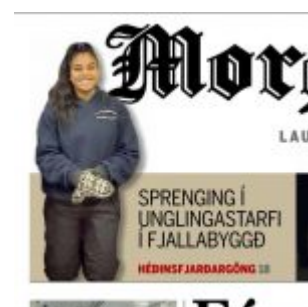 Mor
LAU
SPRENGING Í
UNGLINGASTARFI
Í FJALLABYGGÐ
HÉÐINSFJARÐARGÖNG 18